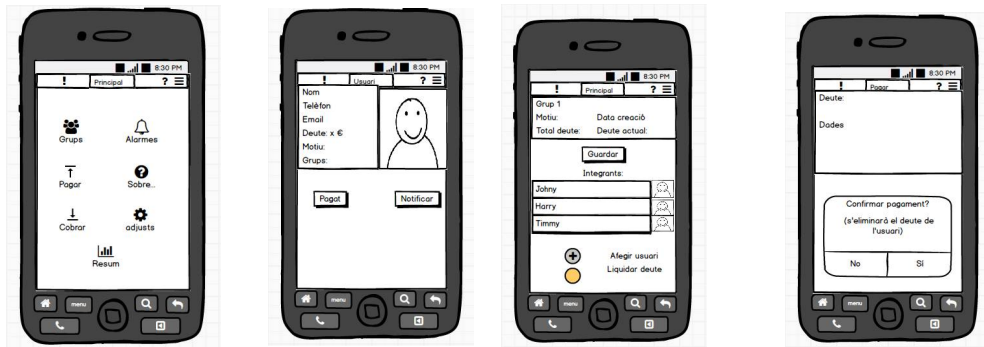 8:30 PM
! Principal ?
Grups Alarmes
Pagar Sobre...
Cobrar adjusts
Resum
menu
8:30 PM
! Usuari ?
Nom
Telèfon
Email
Deute: x €
Motiu:
Grups:
Pagat Notificar
menu
8:30 PM
! Principal ?
Grup 1
Motiu: Data creació
Total deute: Deute actual:
Guardar
Integrants:
Johny
Harry
Timmy
Afegir usuari
Liquidar deute
menu
8:30 PM
! Pagar ?
Deute:
Dades
Confirmar pagament?
(s'eliminarà el deute de
l'usuari)
No Sí
menu